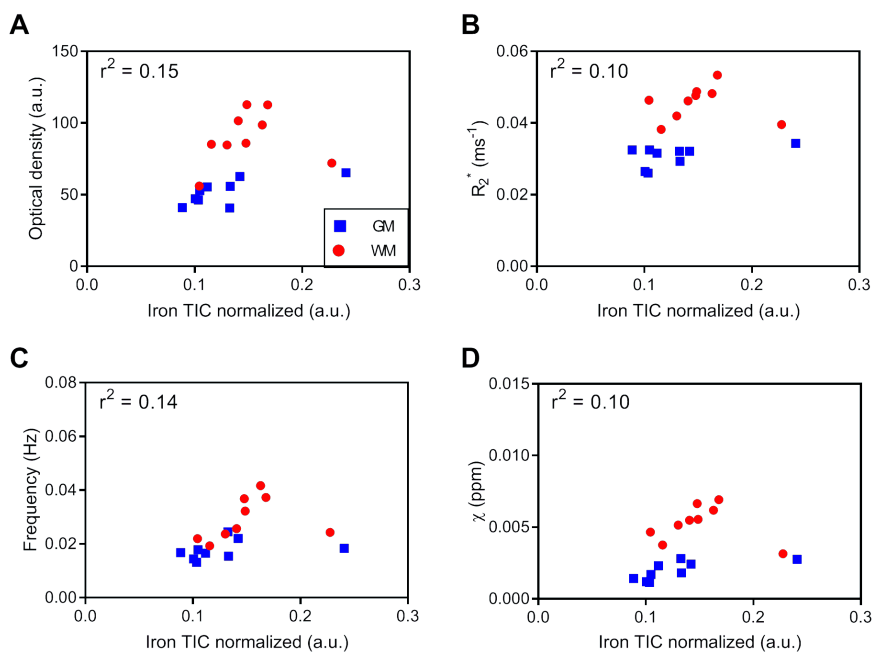 A
r² = 0.15
Optical density (a.u.)
150
100
50
0
GM
WM
0.0 0.1 0.2 0.3
Iron TIC normalized (a.u.)
B
r² = 0.10
R₂* (ms⁻¹)
0.06
0.04
0.02
0.00
0.0 0.1 0.2 0.3
Iron TIC normalized (a.u.)
C
r² = 0.14
Frequency (Hz)
0.08
0.06
0.04
0.02
0.00
0.0 0.1 0.2 0.3
Iron TIC normalized (a.u.)
D
r² = 0.10
χ (ppm)
0.015
0.010
0.005
0.000
0.0 0.1 0.2 0.3
Iron TIC normalized (a.u.)